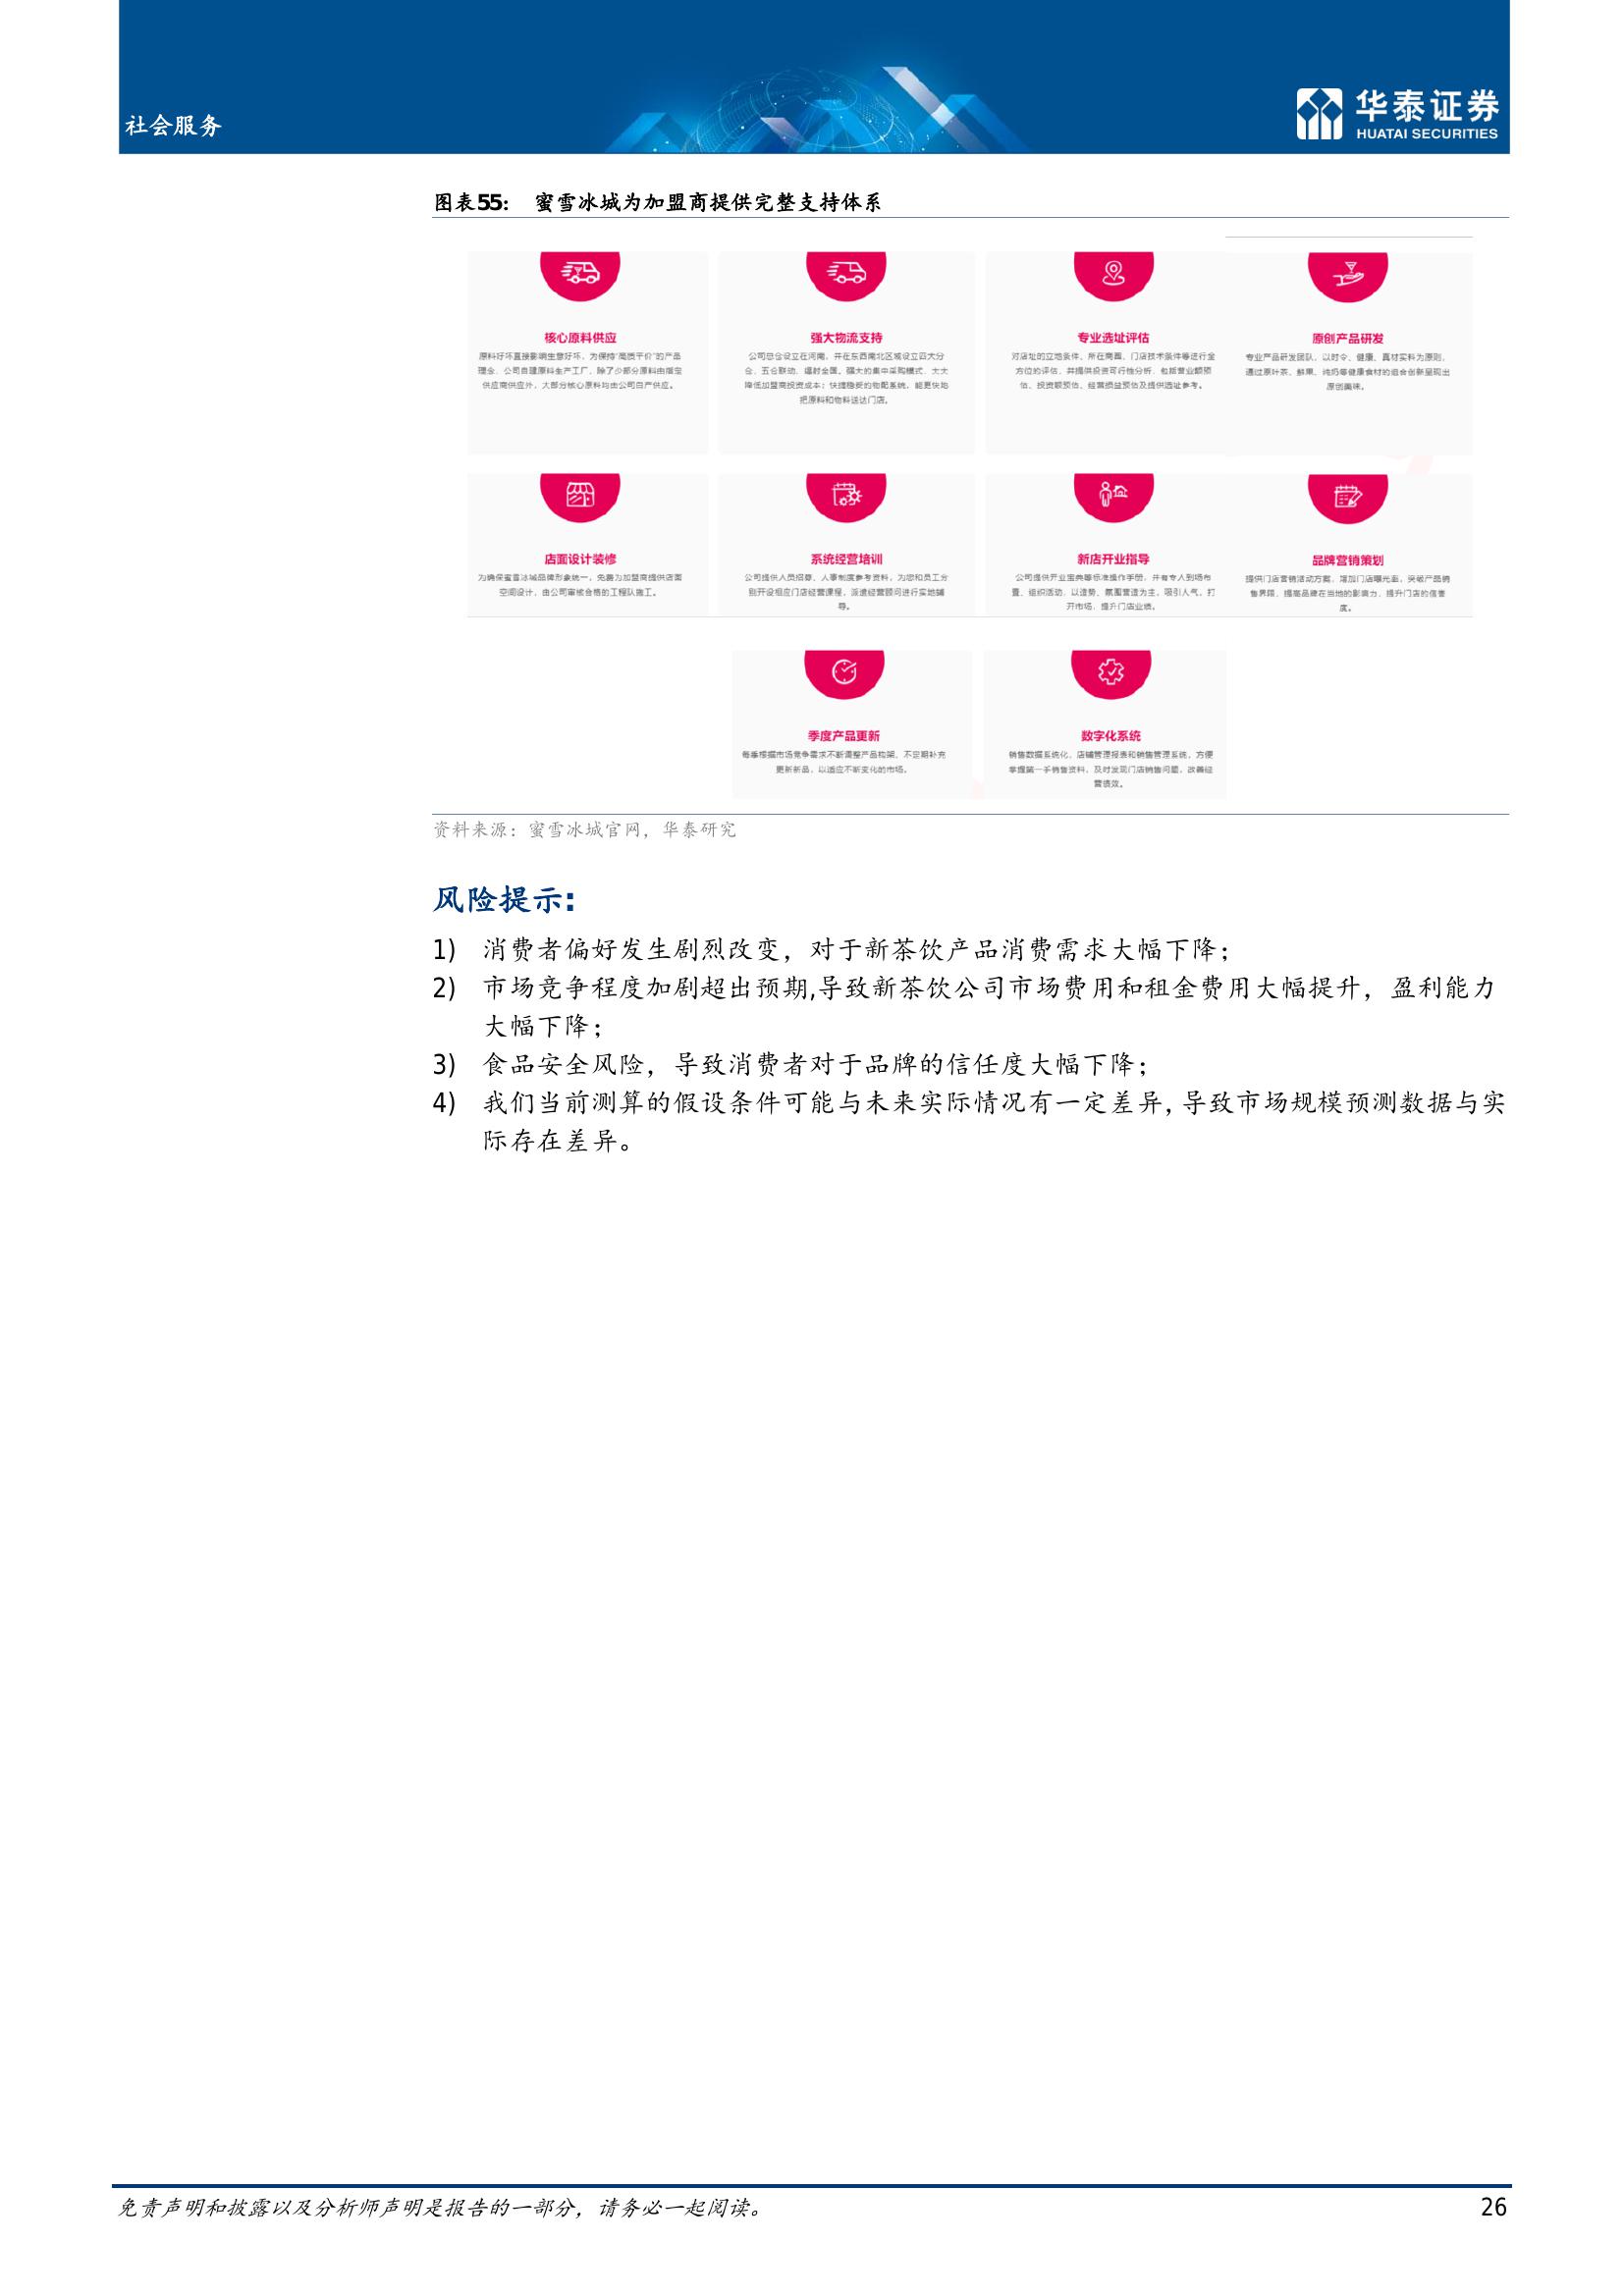 社会服务
华泰证券
HUATAI SECURITIES
图表55: 蜜雪冰城为加盟商提供完整支持体系
核心原料供应
原料好坏直接影响生意好坏，为保持“高质平价”的产品
理念，公司自建原料生产工厂，除了少部分原料由指定
供应商供应外，大部分核心原料均由公司自产供应。
强大物流支持
公司总仓设立在河南，并在东西南北区域设立四大分
仓，五仓联动，辐射全国。强大的集中采购模式，大大
降低加盟商投资成本；快捷稳妥的物配系统，能更快地
把原料和物料送达门店。
专业选址评估
对店址的立地条件、所在商圈、门店技术条件等进行全
方位的评估，并提供投资可行性分析，包括营业额预
估、投资额预估、经营损益预估及提供选址参考。
原创产品研发
专业产品研发团队，以时令、健康、真材实料为原则，
通过原叶茶、鲜果、纯奶等健康食材的组合创新呈现出
原创美味。
店面设计装修
为确保蜜雪冰城品牌形象统一，免费为加盟商提供店面
空间设计，由公司审核合格的工程队施工。
系统经营培训
公司提供人员招募、人事制度参考资料，为您和员工分
别开设相应门店经营课程，派遣经营顾问进行实地辅
导。
新店开业指导
公司提供开业宝典等标准操作手册，并有专人到场布
置、组织活动，以造势、氛围营造为主，吸引人气，打
开市场，提升门店业绩。
品牌营销策划
提供门店营销活动方案，增加门店曝光率，突破产品销
售界限，提高品牌在当地的影响力，提升门店的信誉
度。
季度产品更新
每季根据市场竞争需求不断调整产品构架，不定期补充
更新新品，以适应不断变化的市场。
数字化系统
销售数据系统化，店铺管理报表和销售管理系统，方便
掌握第一手销售资料，及时发现门店销售问题，改善经
营绩效。
资料来源：蜜雪冰城官网，华泰研究
风险提示:
1) 消费者偏好发生剧烈改变，对于新茶饮产品消费需求大幅下降；
2) 市场竞争程度加剧超出预期,导致新茶饮公司市场费用和租金费用大幅提升，盈利能力
大幅下降；
3) 食品安全风险，导致消费者对于品牌的信任度大幅下降；
4) 我们当前测算的假设条件可能与未来实际情况有一定差异，导致市场规模预测数据与实
际存在差异。
免责声明和披露以及分析师声明是报告的一部分，请务必一起阅读。
26